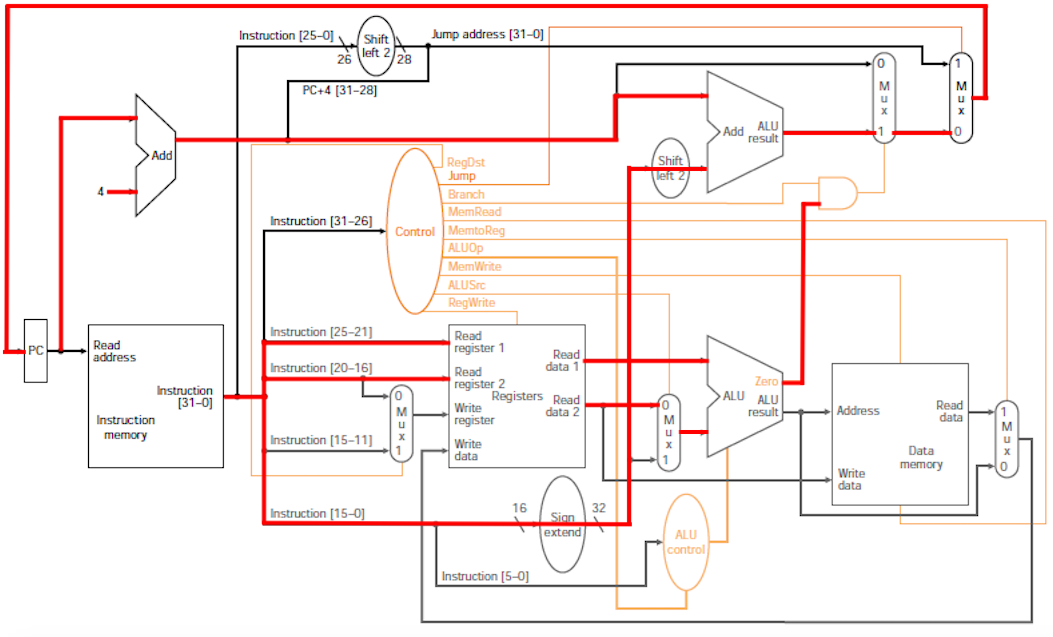 Instruction [25–0]
26
Shift
left 2
28
Jump address [31–0]
PC+4 [31–28]
Add
4
0
M
u
x
1
1
M
u
x
0
Add
ALU
result
Shift
left 2
RegDst
Jump
Branch
MemRead
MemtoReg
ALUOp
MemWrite
ALUSrc
RegWrite
Control
Instruction [31–26]
PC
Read
address
Instruction
[31–0]
Instruction
memory
Instruction [25–21]
Instruction [20–16]
Instruction [15–11]
Instruction [15–0]
0
M
u
x
1
Read
register 1
Read
register 2
Write
register
Write
data
Registers
Read
data 1
Read
data 2
0
M
u
x
1
Zero
ALU
ALU
result
Address
Write
data
Read
data
Data
memory
1
M
u
x
0
16
Sign
extend
32
ALU
control
Instruction [5–0]